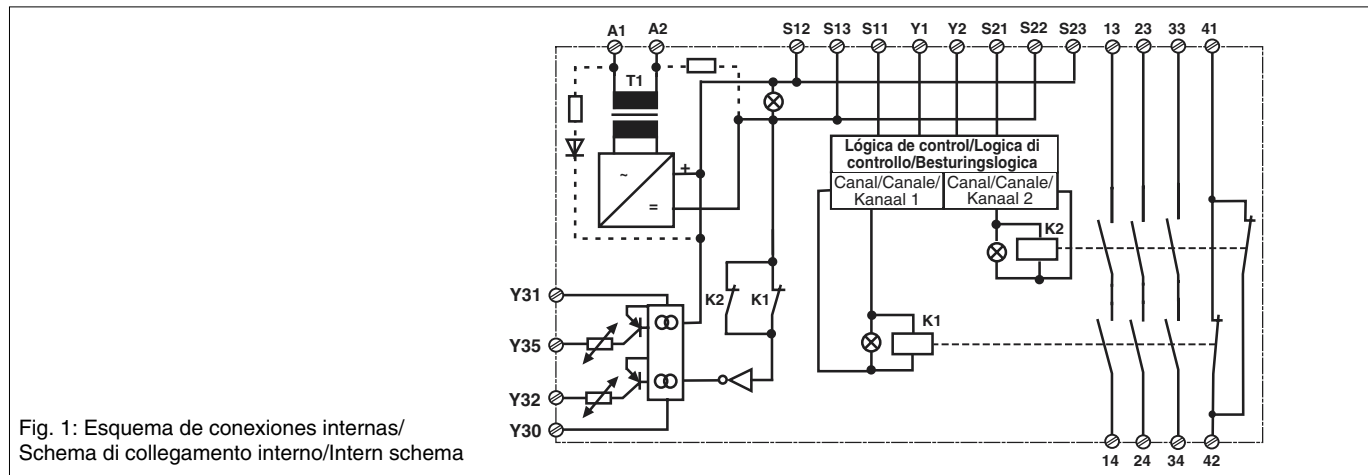 A1 A2 S12 S13 S11 Y1 Y2 S21 S22 S23 13 23 33 41
T1
+
~
=
Lógica de control/Logica di
controllo/Besturingslogica
Canal/Canale/
Kanaal 1
Canal/Canale/
Kanaal 2
K2
K2 K1
K1
Y31
Y35
Y32
Y30
14 24 34 42
Fig. 1: Esquema de conexiones internas/
Schema di collegamento interno/Intern schema